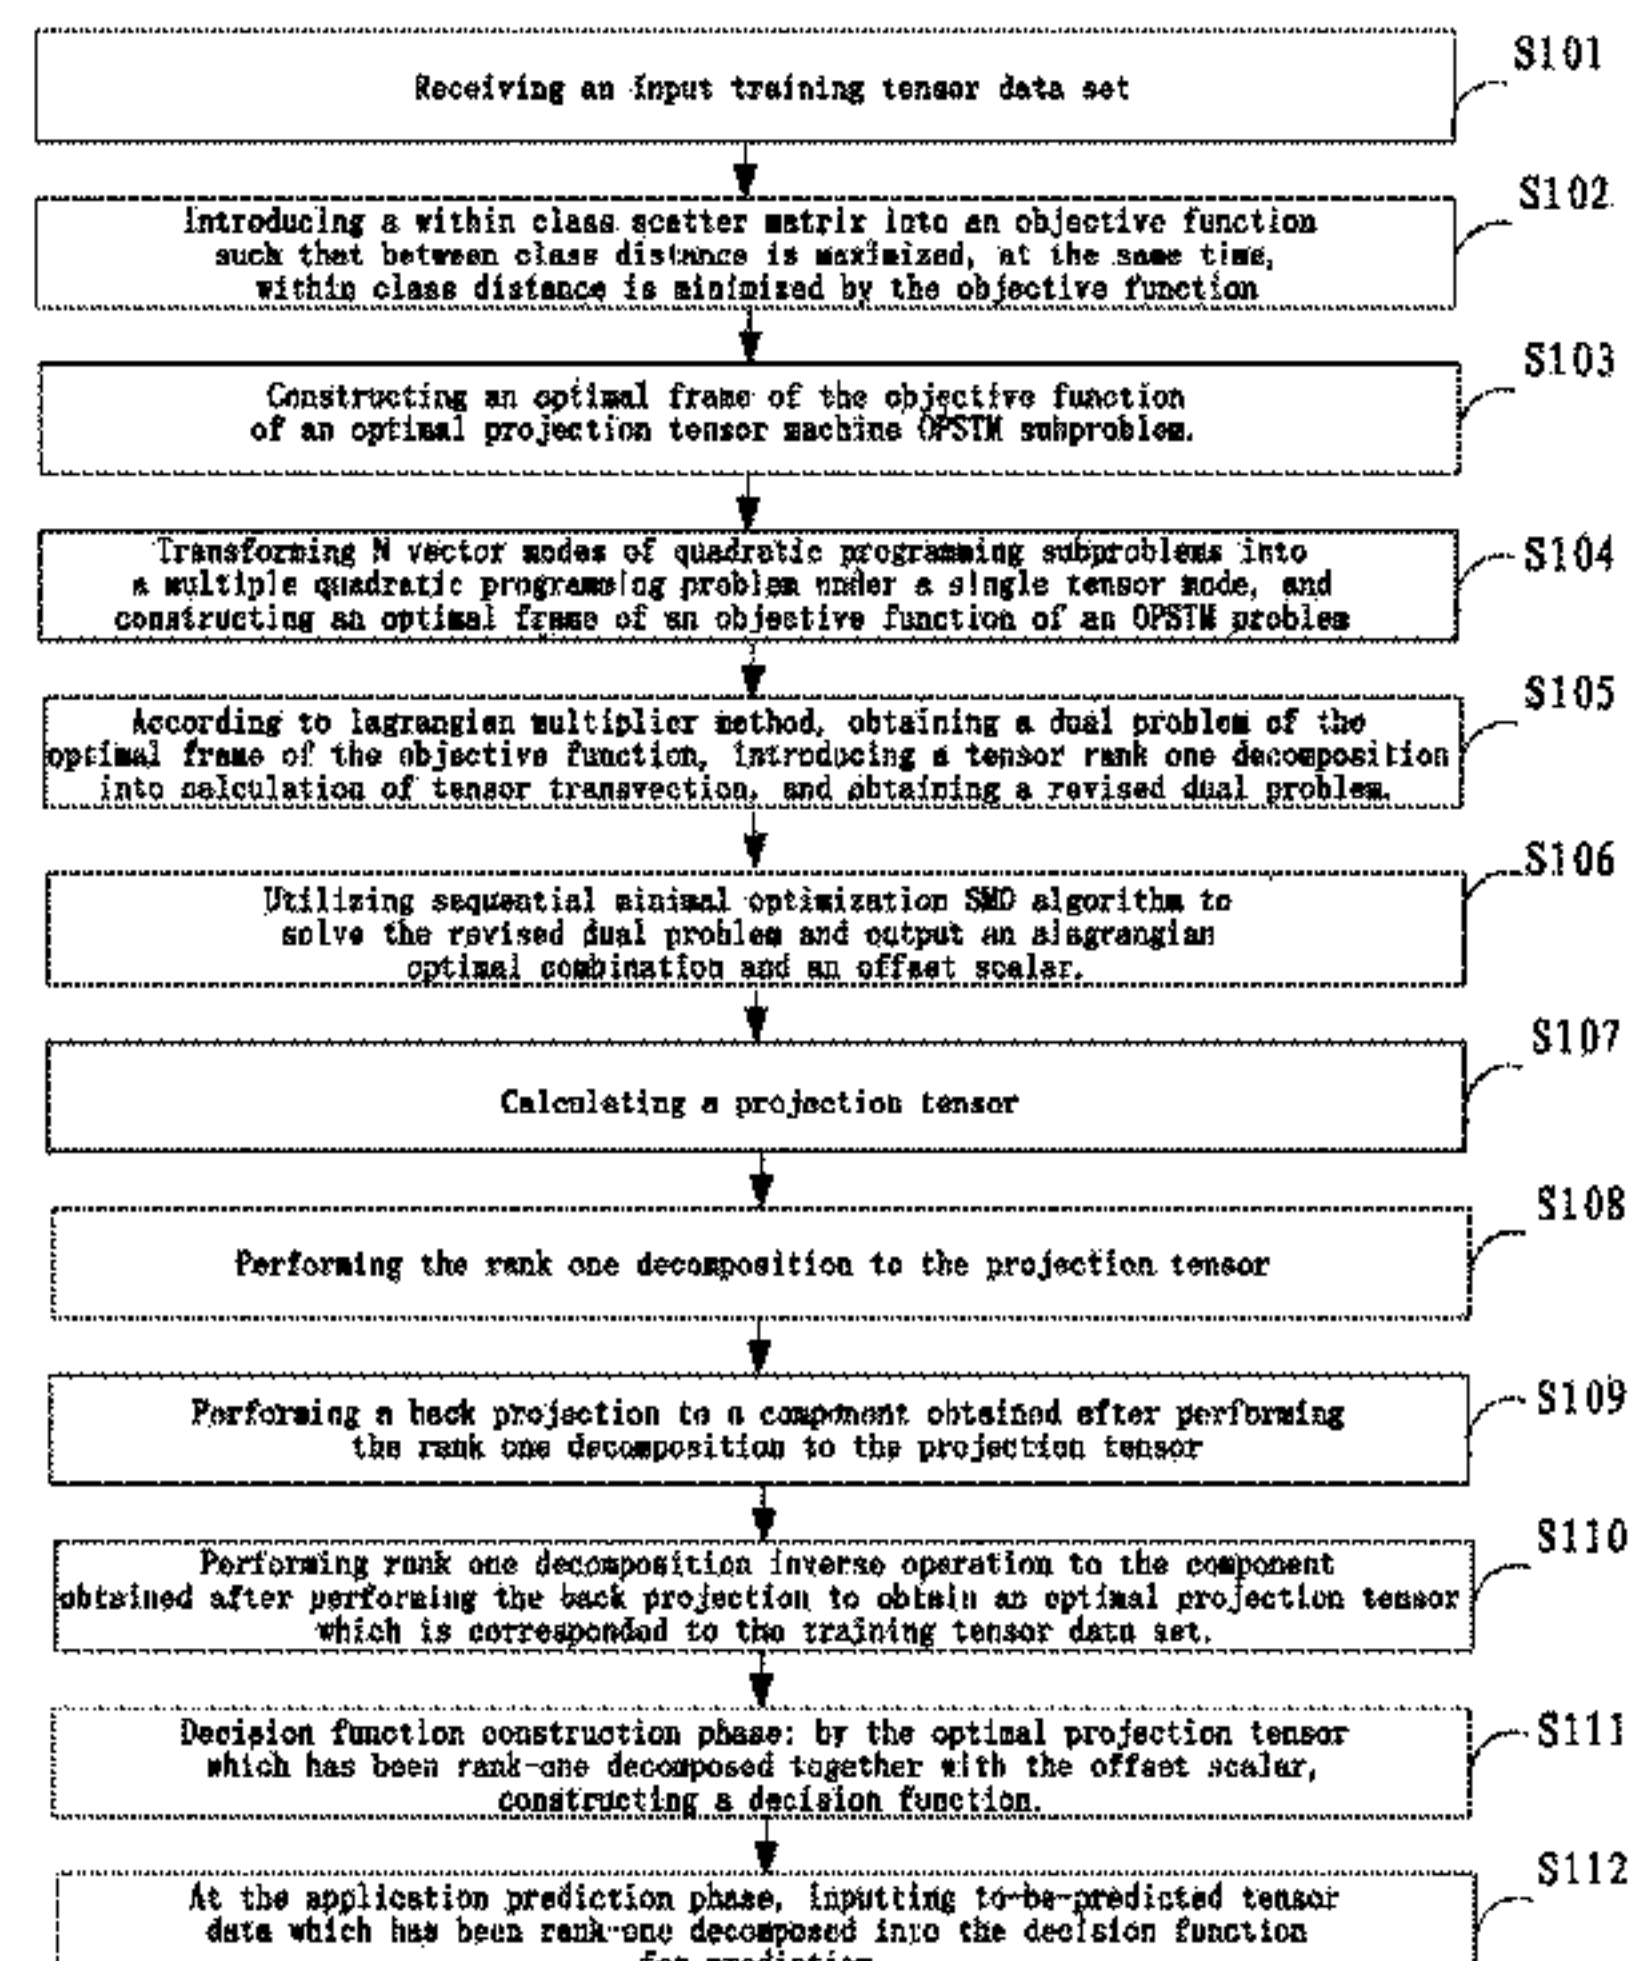 S101
Receiving an input training tensor data set
S102
Introducing a within class scatter matrix into an objective function
such that between class distance is maximized, at the same time,
within class distance is minimized by the objective function
S103
Constructing an optimal frame of the objective function
of an optimal projection tensor machine OPSTM subproblem.
S104
Transforming N vector modes of quadratic programming subproblems into
a multiple quadratic programming problem under a single tensor mode, and
constructing an optimal frame of an objective function of an OPSTM problem
S105
According to lagrangian multiplier method, obtaining a dual problem of the
optimal frame of the objective function, introducing a tensor rank one decomposition
into calculation of tensor transvection, and obtaining a revised dual problem.
S106
Utilizing sequential minimal optimization SMO algorithm to
solve the revised dual problem and output an alagrangian
optimal combination and an offset scalar.
S107
Calculating a projection tensor
S108
Performing the rank one decomposition to the projection tensor
S109
Performing a back projection to a component obtained after performing
the rank one decomposition to the projection tensor
S110
Performing rank one decomposition inverse operation to the component
obtained after performing the back projection to obtain an optimal projection tensor
which is corresponded to the training tensor data set.
S111
Decision function construction phase: by the optimal projection tensor
which has been rank-one decomposed together with the offset scalar,
constructing a decision function.
S112
At the application prediction phase, inputting to-be-predicted tensor
data which has been rank-one decomposed into the decision function
for prediction